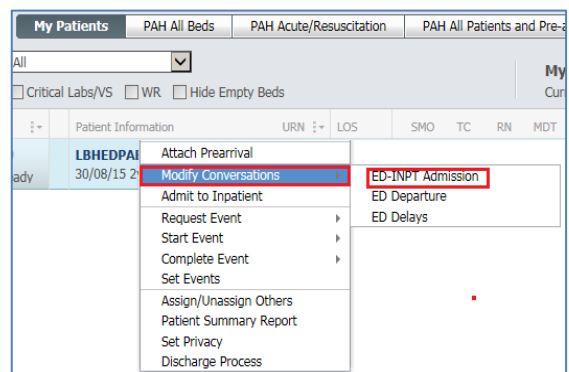 My Patients PAH All Beds PAH Acute/Resuscitation PAH All Patients and Pre-a
All My
Critical Labs/VS WR Hide Empty Beds Cur
Patient Information URN LOS SMO TC RN MDT
LBHEDPAI Attach Prearrival
ady 30/08/15 Modify Conversations ED-INPT Admission
Admit to Inpatient ED Departure
Request Event ED Delays
Start Event
Complete Event
Set Events
Assign/Unassign Others
Patient Summary Report
Set Privacy
Discharge Process